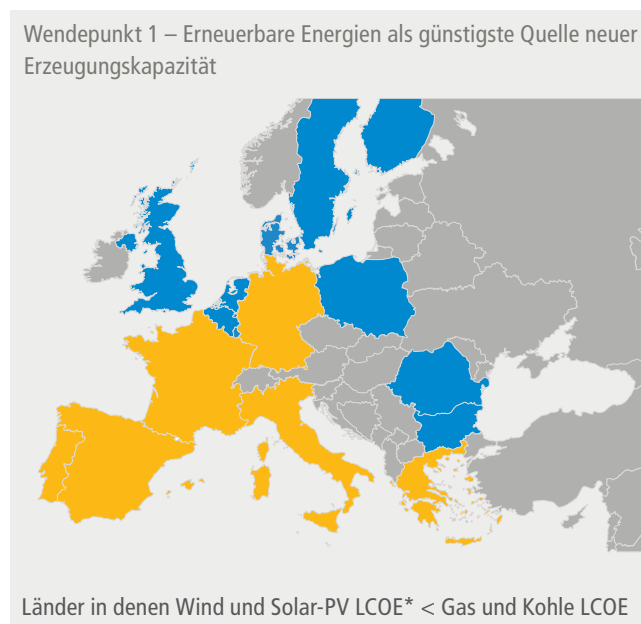 Wendepunkt 1 – Erneuerbare Energien als günstigste Quelle neuer
Erzeugungskapazität
Länder in denen Wind und Solar-PV LCOE* < Gas und Kohle LCOE